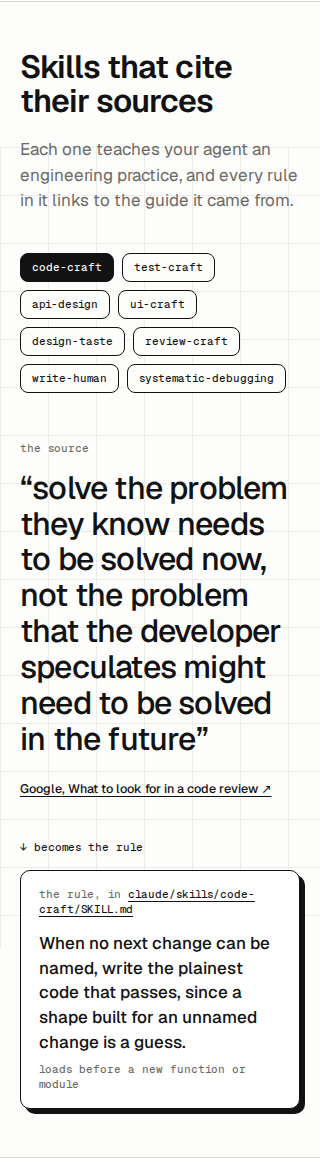 Skills that cite
their sources
Each one teaches your agent an
engineering practice, and every rule
in it links to the guide it came from.
code-craft
test-craft
api-design
ui-craft
design-taste
review-craft
write-human
systematic-debugging
the source
“solve the problem
they know needs
to be solved now,
not the problem
that the developer
speculates might
need to be solved
in the future”
Google, What to look for in a code review ↗
↓ becomes the rule
the rule, in claude/skills/code-
craft/SKILL.md
When no next change can be
named, write the plainest
code that passes, since a
shape built for an unnamed
change is a guess.
loads before a new function or
module